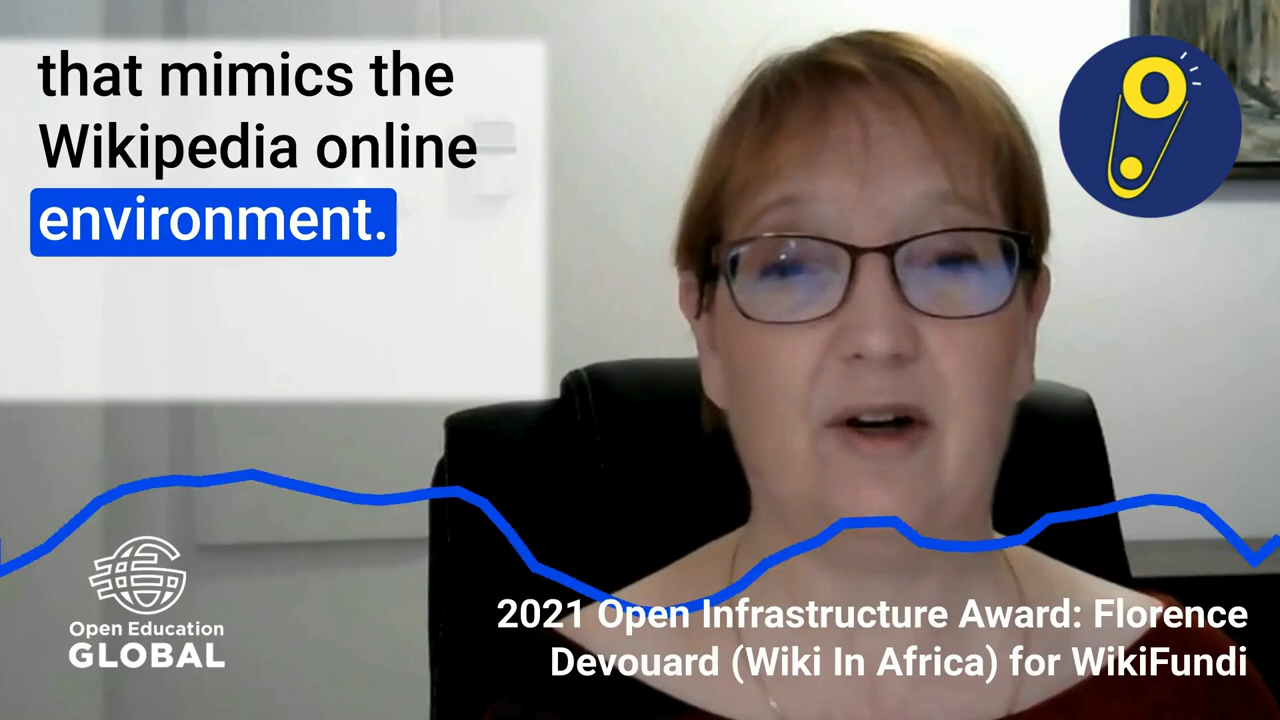 that mimics the
Wikipedia online
environment.
Open Education
GLOBAL
2021 Open Infrastructure Award: Florence
Devouard (Wiki In Africa) for WikiFundi